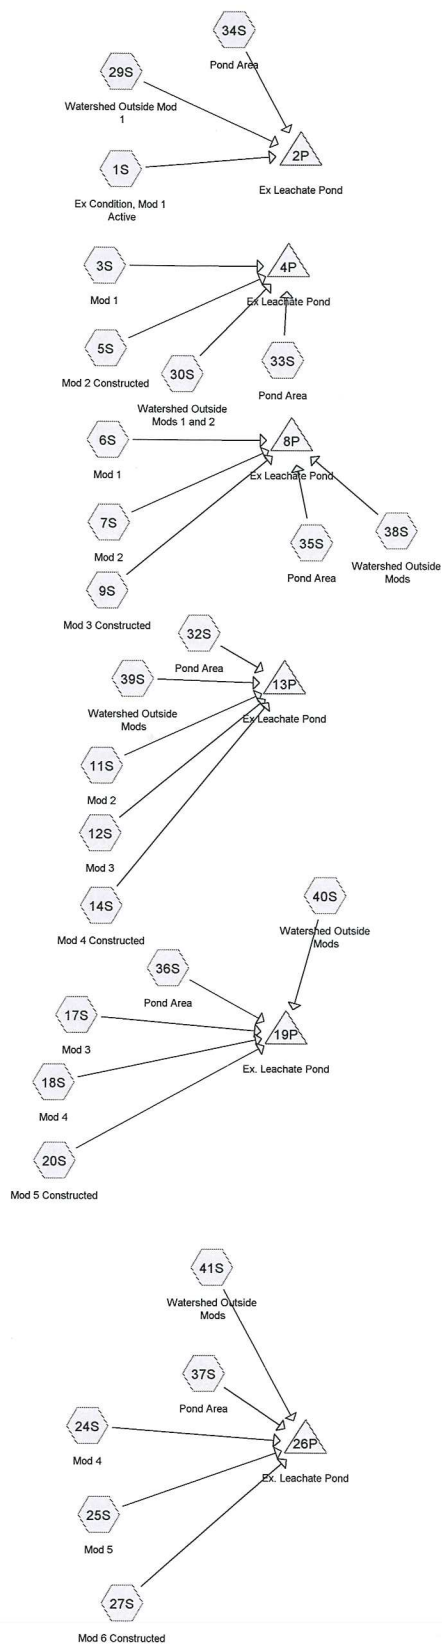 34S
Pond Area
29S
Watershed Outside Mod
1
2P
Ex Leachate Pond
1S
Ex Condition, Mod 1
Active
3S
Mod 1
4P
Ex Leachate Pond
5S
Mod 2 Constructed
30S
Watershed Outside
Mods 1 and 2
33S
Pond Area
6S
Mod 1
8P
Ex Leachate Pond
7S
Mod 2
35S
Pond Area
38S
Watershed Outside
Mods
9S
Mod 3 Constructed
32S
Pond Area
39S
Watershed Outside
Mods
13P
Ex Leachate Pond
11S
Mod 2
12S
Mod 3
14S
Mod 4 Constructed
40S
Watershed Outside
Mods
36S
Pond Area
17S
Mod 3
19P
Ex. Leachate Pond
18S
Mod 4
20S
Mod 5 Constructed
41S
Watershed Outside
Mods
37S
Pond Area
24S
Mod 4
26P
Ex. Leachate Pond
25S
Mod 5
27S
Mod 6 Constructed